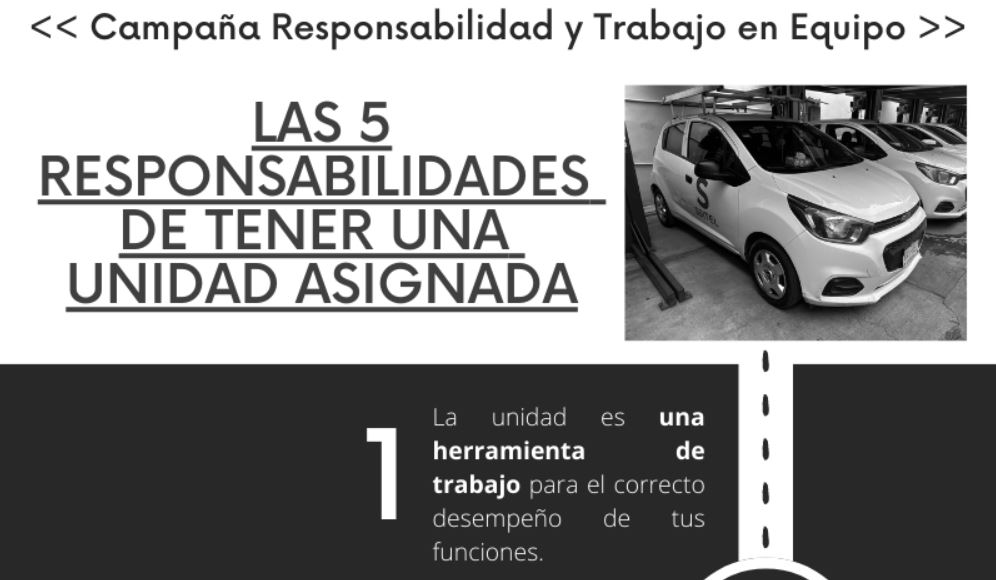 << Campaña Responsabilidad y Trabajo en Equipo >>
LAS 5
RESPONSABILIDADES
DE TENER UNA
UNIDAD ASIGNADA
S
1
La unidad es una
herramienta de
trabajo para el correcto
desempeño de tus
funciones.